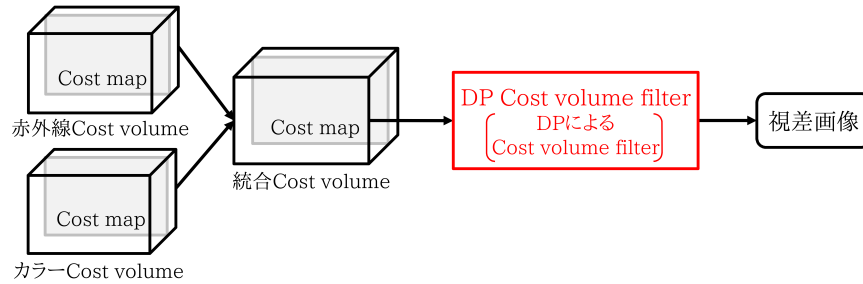 Cost map
赤外線Cost volume
Cost map
カラーCost volume
Cost map
統合Cost volume
DP Cost volume filter
DPによる
Cost volume filter
視差画像